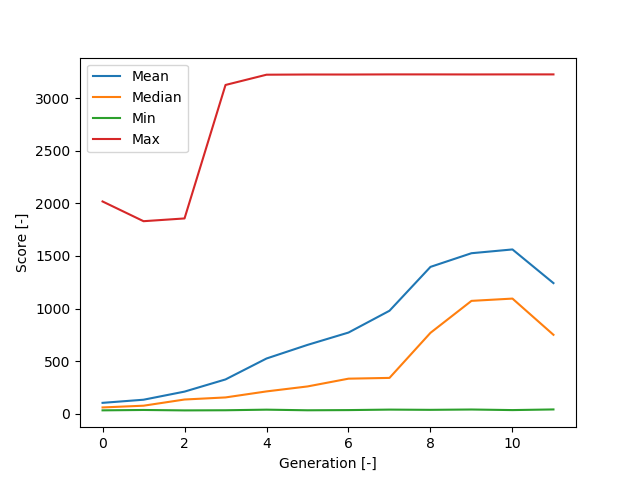 Mean
Median
Min
Max
3000
2500
2000
1500
1000
500
0
Score [-]
0 2 4 6 8 10
Generation [-]